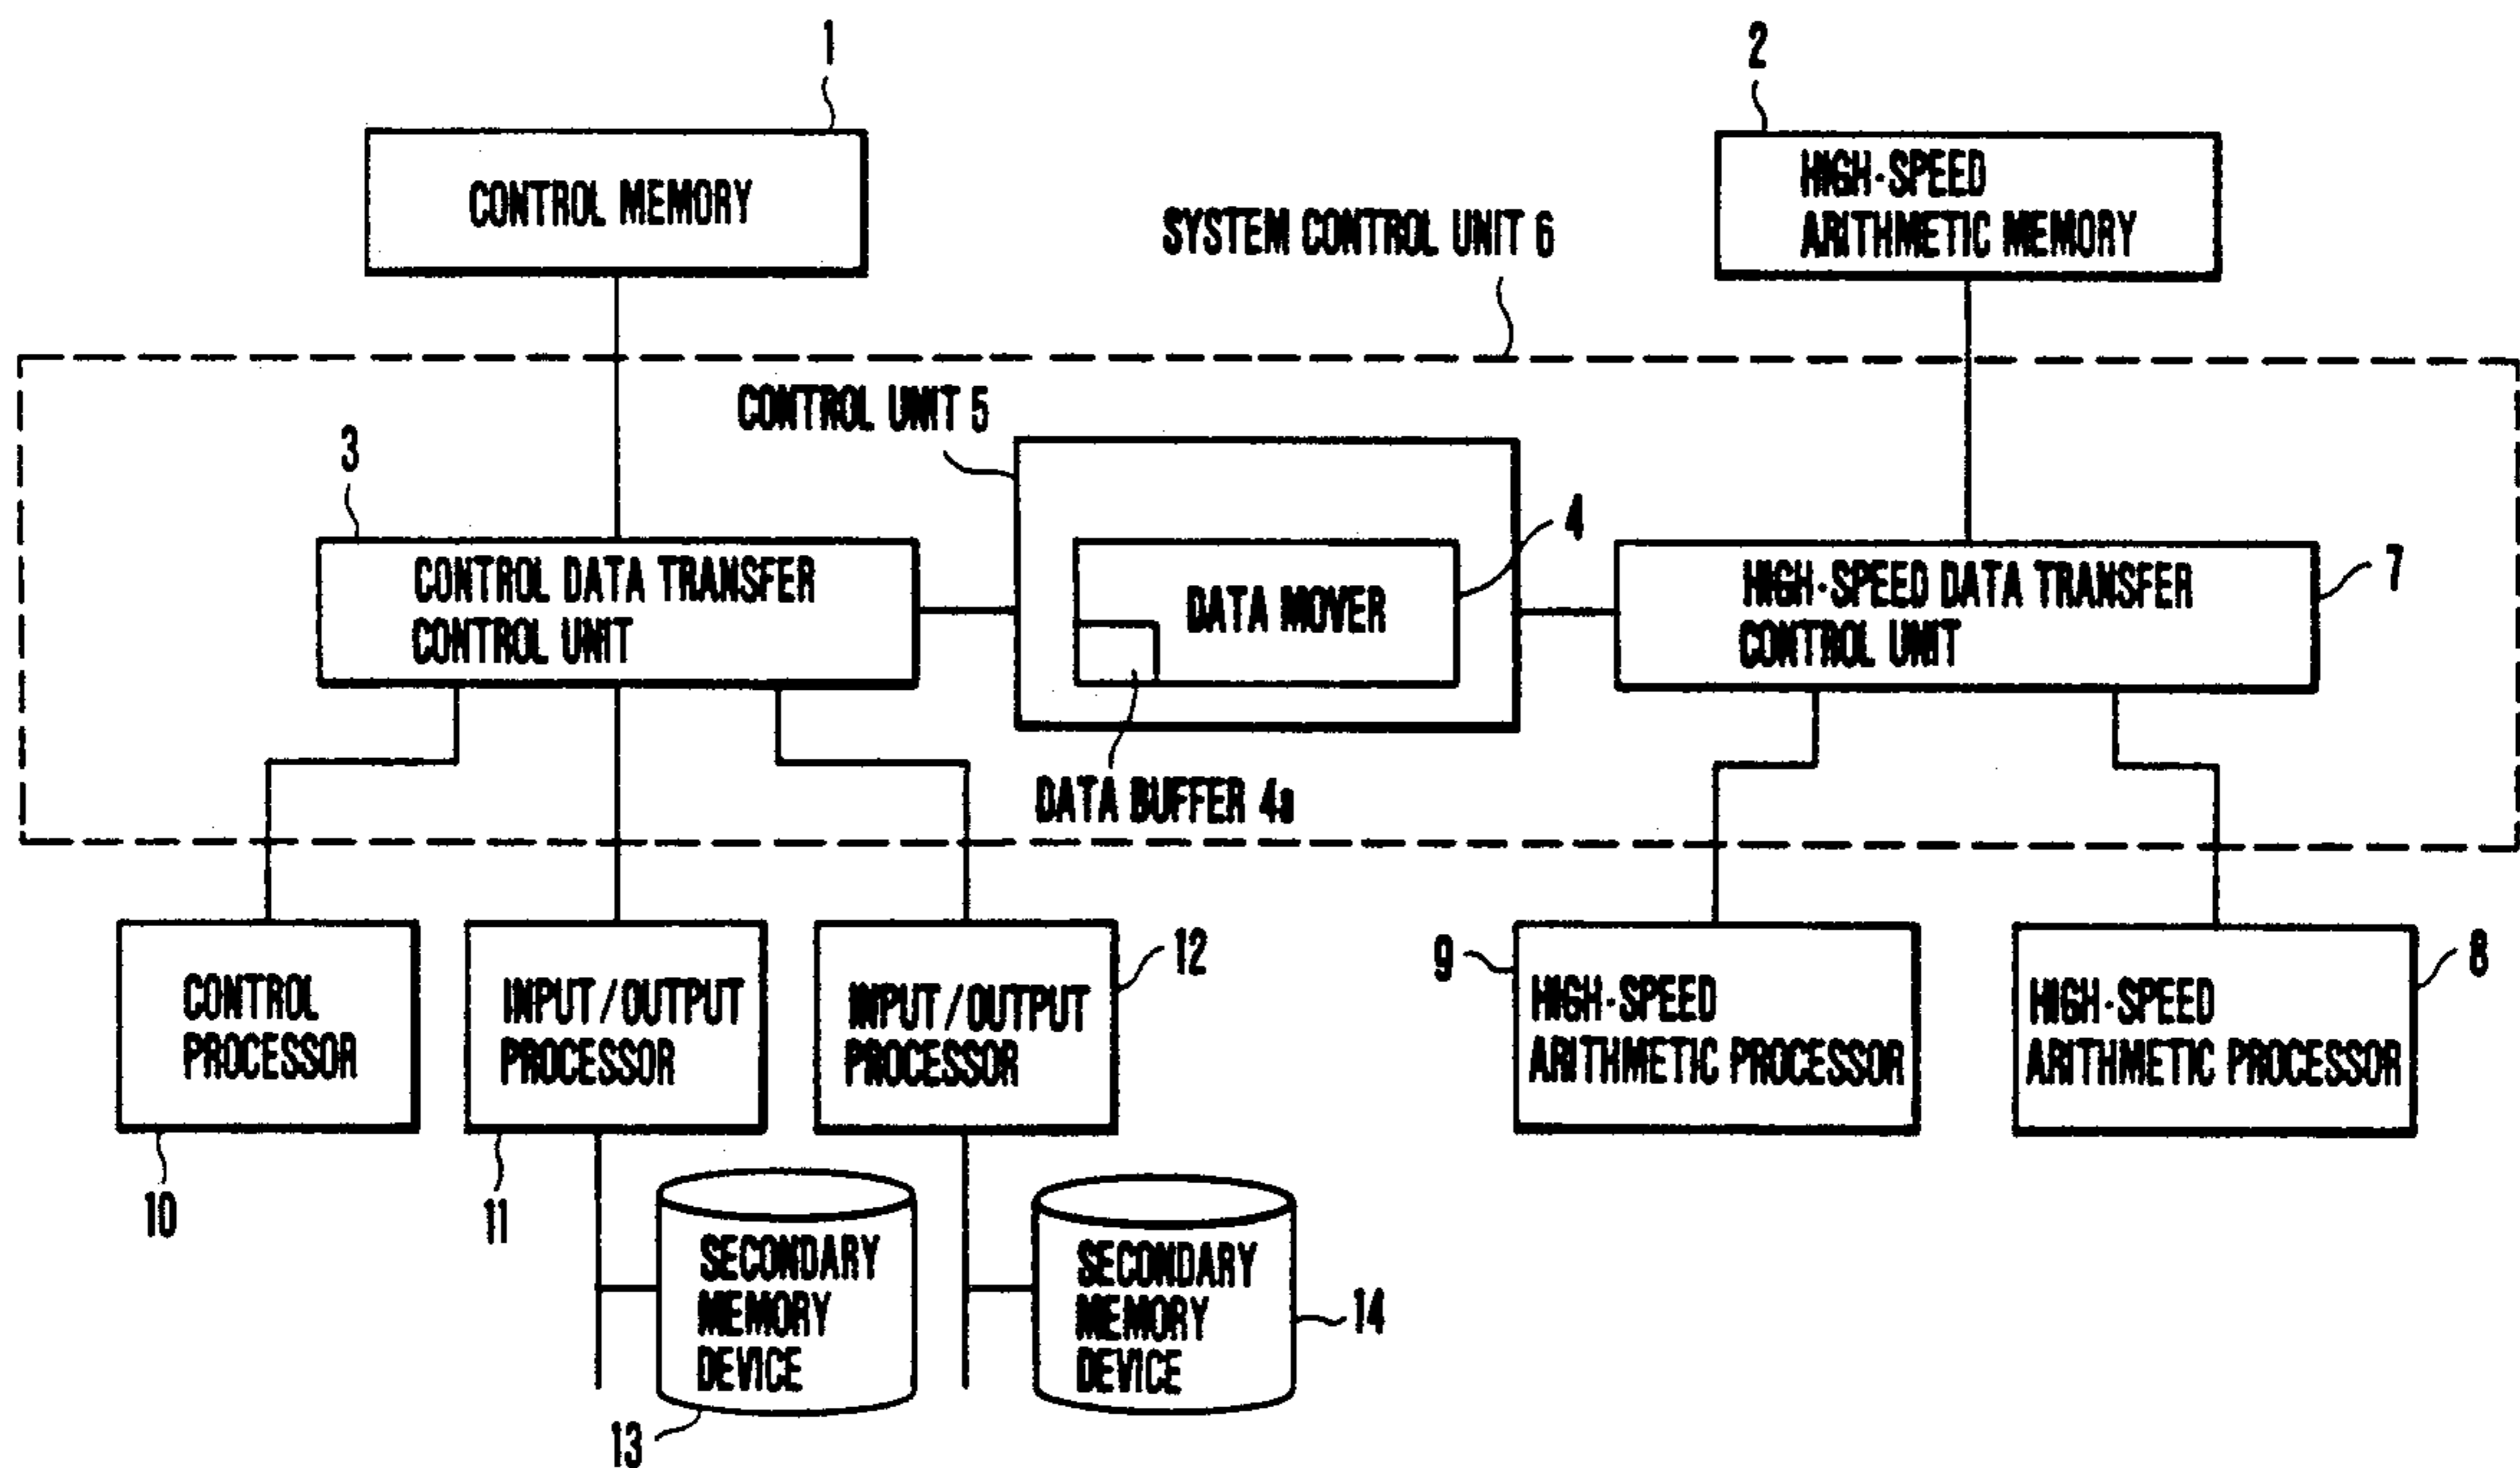 1
2
CONTROL MEMORY
HIGH-SPEED
ARITHMETIC MEMORY
SYSTEM CONTROL UNIT 6
CONTROL UNIT 5
3
4
CONTROL DATA TRANSFER
CONTROL UNIT
DATA MOVER
HIGH-SPEED DATA TRANSFER
CONTROL UNIT
7
DATA BUFFER 4a
CONTROL
PROCESSOR
INPUT/OUTPUT
PROCESSOR
INPUT/OUTPUT
PROCESSOR
12
9
HIGH-SPEED
ARITHMETIC PROCESSOR
HIGH-SPEED
ARITHMETIC PROCESSOR
8
10
11
SECONDARY
MEMORY
DEVICE
SECONDARY
MEMORY
DEVICE
14
13